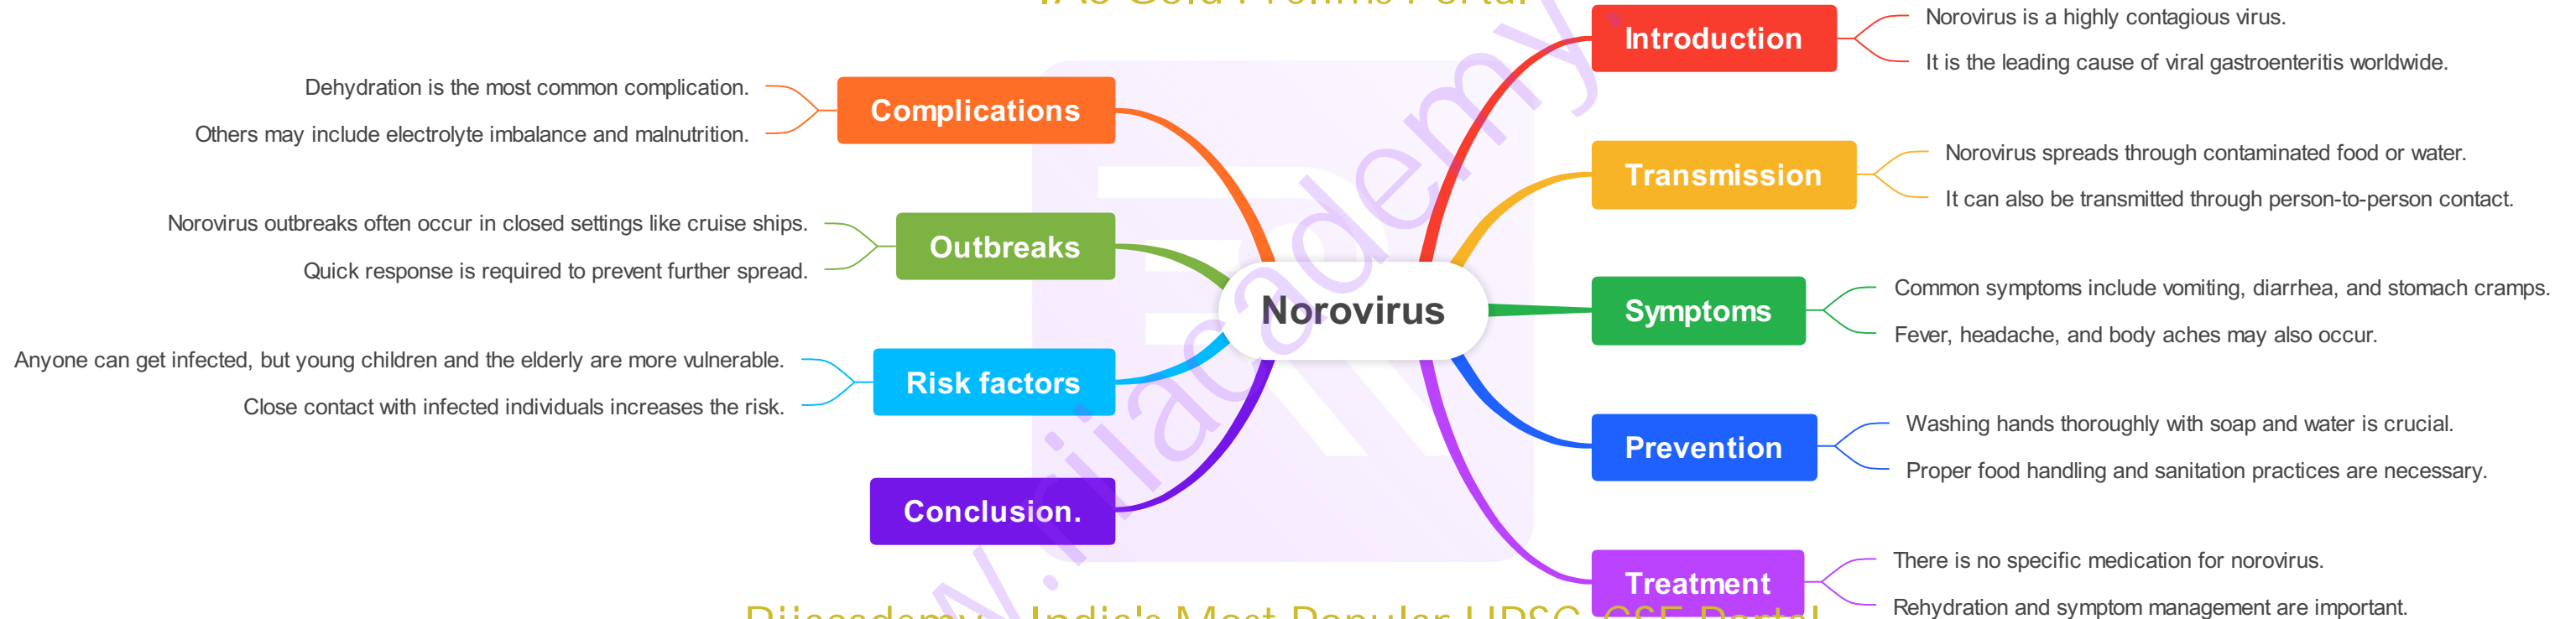 Norovirus
Introduction
Norovirus is a highly contagious virus.
It is the leading cause of viral gastroenteritis worldwide.
Transmission
Norovirus spreads through contaminated food or water.
It can also be transmitted through person-to-person contact.
Symptoms
Common symptoms include vomiting, diarrhea, and stomach cramps.
Fever, headache, and body aches may also occur.
Prevention
Washing hands thoroughly with soap and water is crucial.
Proper food handling and sanitation practices are necessary.
Treatment
There is no specific medication for norovirus.
Rehydration and symptom management are important.
Complications
Dehydration is the most common complication.
Others may include electrolyte imbalance and malnutrition.
Outbreaks
Norovirus outbreaks often occur in closed settings like cruise ships.
Quick response is required to prevent further spread.
Risk factors
Anyone can get infected, but young children and the elderly are more vulnerable.
Close contact with infected individuals increases the risk.
Conclusion.
India's Most Popular UPSC CSE Portal